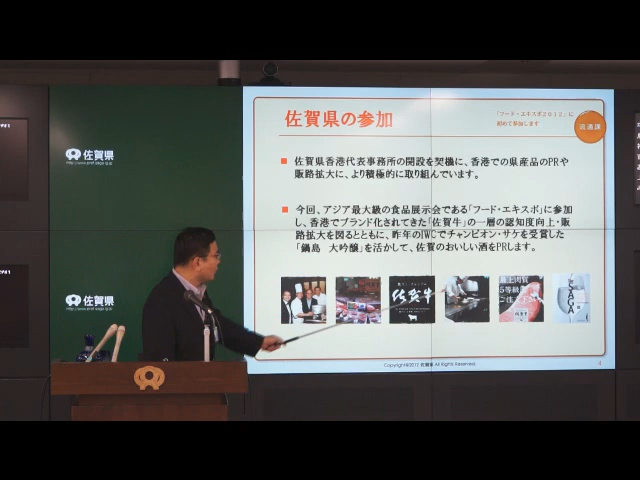 佐賀県の参加
「フード・エキスポ2012」に
初めて参加します
流通課
■ 佐賀県香港代表事務所の開設を契機に、香港での県産品のPRや
販路拡大に、より積極的に取り組んでいます。
■ 今回、アジア最大級の食品展示会である「フード・エキスポ」に参加
し、香港でブランド化されてきた「佐賀牛」の一層の認知度向上・販
路拡大を図るとともに、昨年のIWCでチャンピオン・サケを受賞した
「鍋島 大吟醸」を活かして、佐賀のおいしい酒をPRします。
佐賀牛
SAGA
Copyright©2012 佐賀県 All Rights Reserved.
4
佐賀県
佐賀県